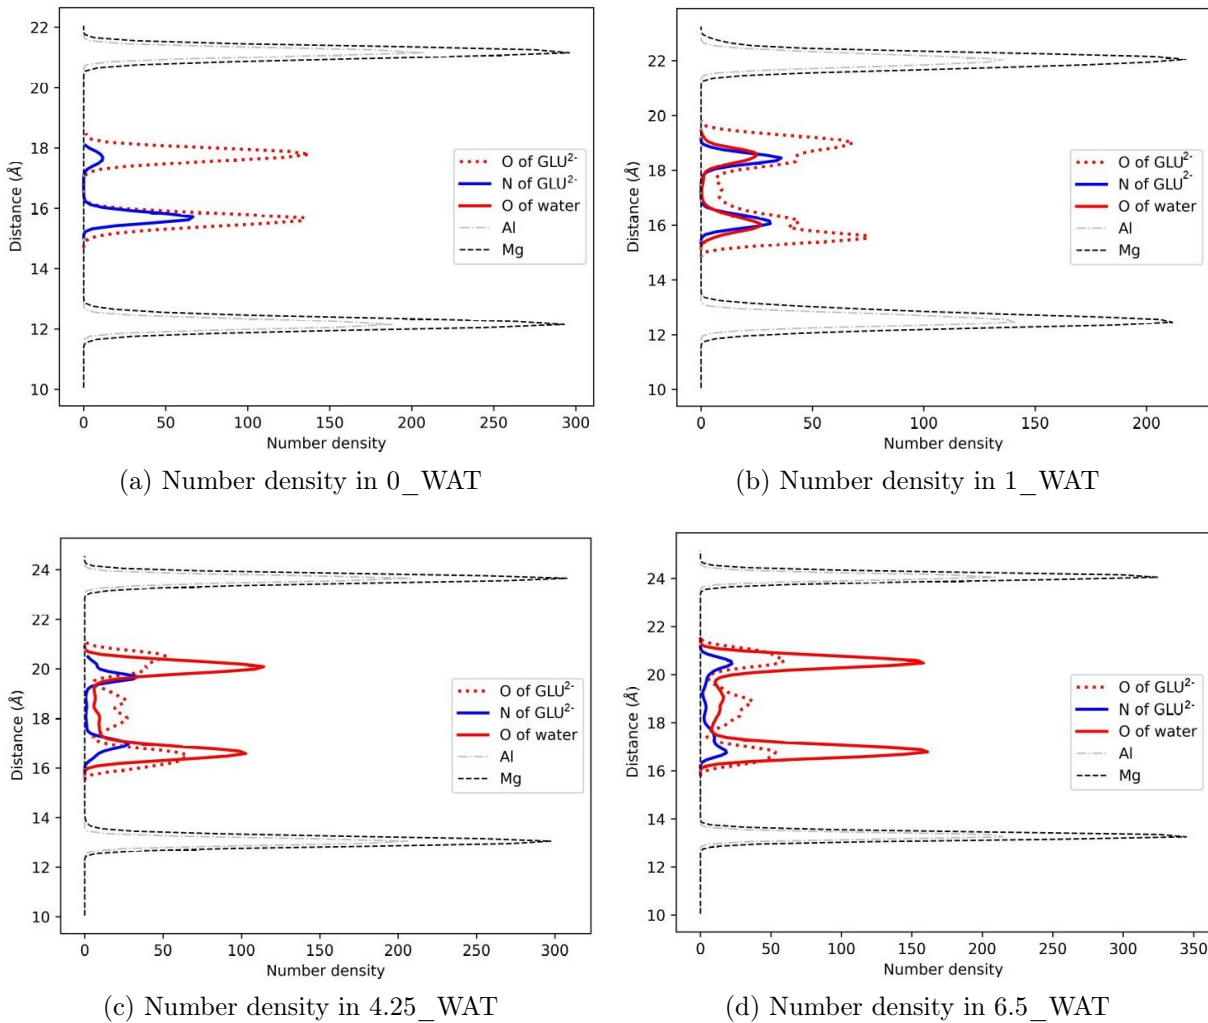 22
20
18
16
14
12
10
Distance (Å)
0 50 100 150 200 250 300
Number density
O of GLU²⁻
N of GLU²⁻
O of water
Al
Mg
(a) Number density in 0_WAT
22
20
18
16
14
12
10
Distance (Å)
0 50 100 150 200
Number density
O of GLU²⁻
N of GLU²⁻
O of water
Al
Mg
(b) Number density in 1_WAT
24
22
20
18
16
14
12
10
Distance (Å)
0 50 100 150 200 250 300
Number density
O of GLU²⁻
N of GLU²⁻
O of water
Al
Mg
(c) Number density in 4.25_WAT
24
22
20
18
16
14
12
10
Distance (Å)
0 50 100 150 200 250 300 350
Number density
O of GLU²⁻
N of GLU²⁻
O of water
Al
Mg
(d) Number density in 6.5_WAT